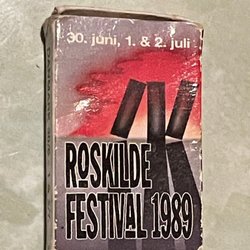 30. juni, 1. & 2. juli
ROSKILDE
FESTIVAL 1989